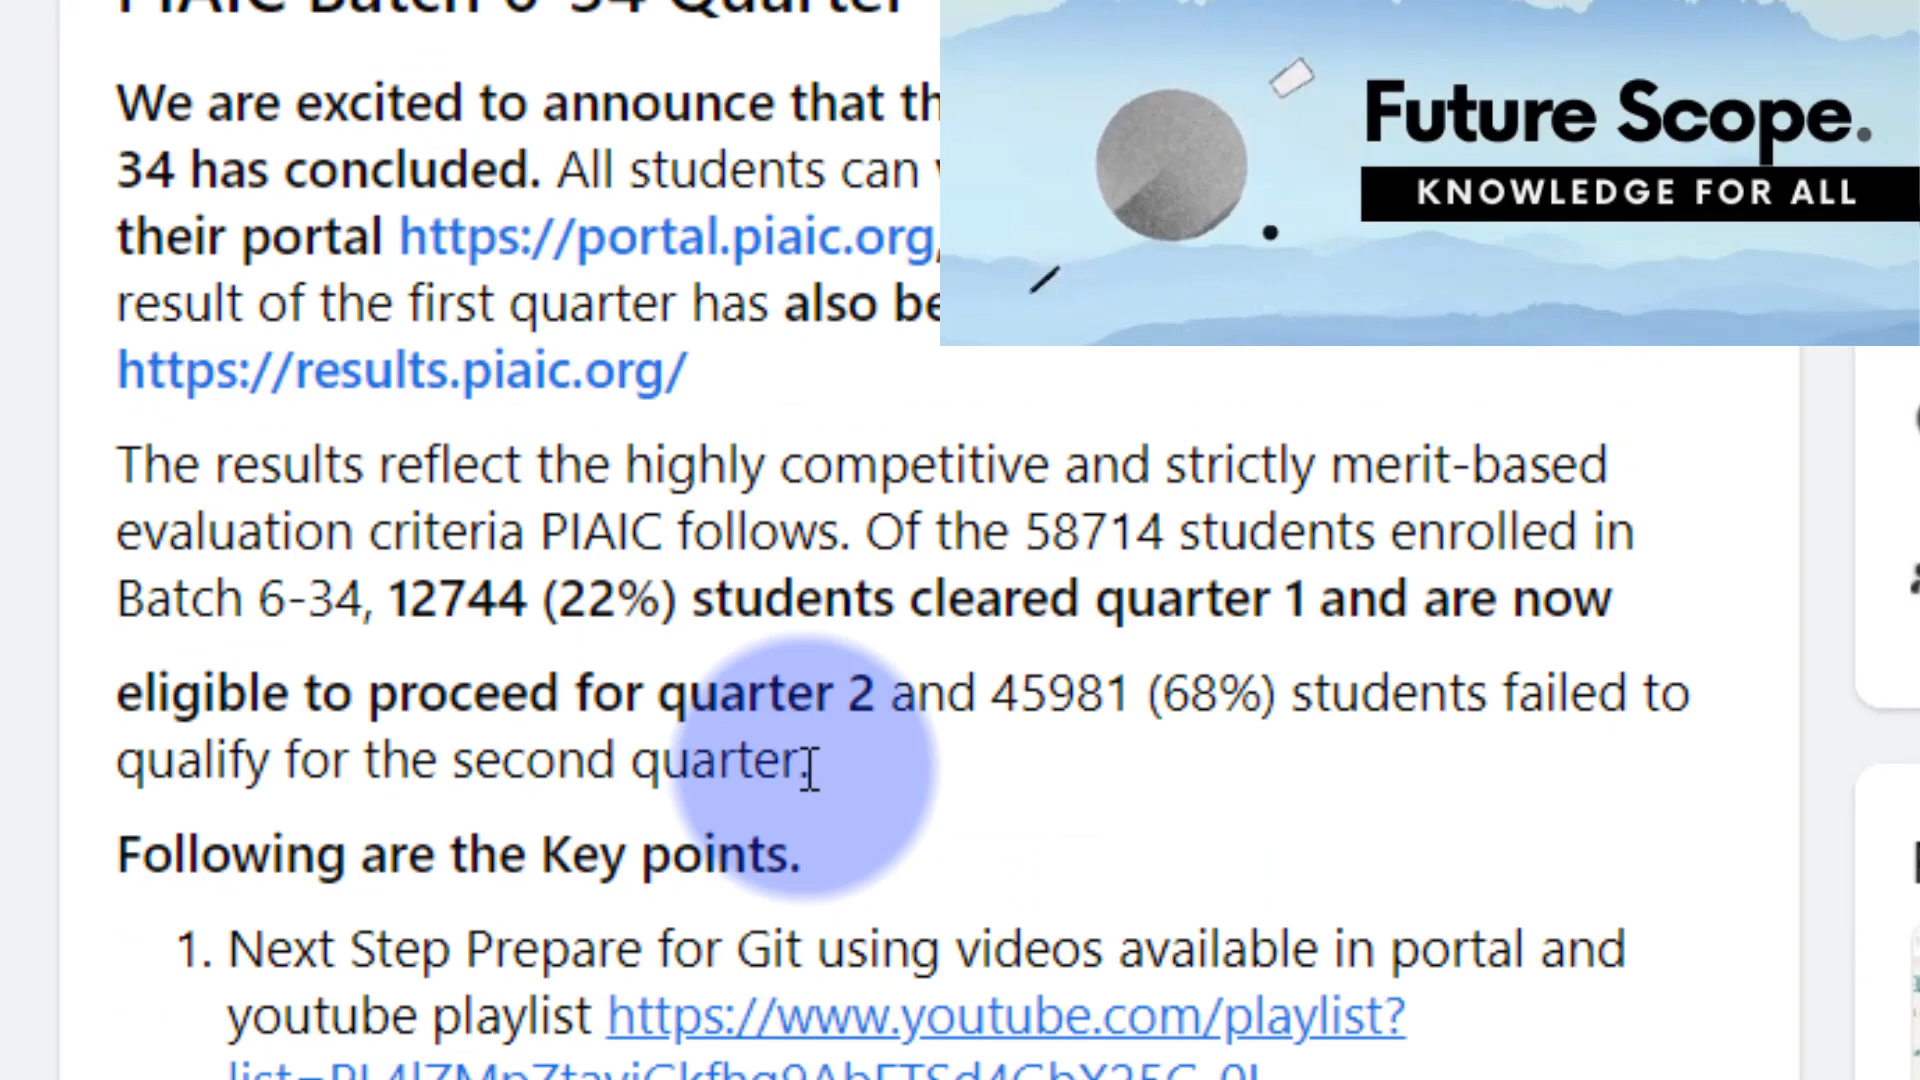 PIAIC Batch 6-34 Quarter
We are excited to announce that th
34 has concluded. All students can
their portal https://portal.piaic.org/
result of the first quarter has also be
https://results.piaic.org/
Future Scope.
KNOWLEDGE FOR ALL
The results reflect the highly competitive and strictly merit-based
evaluation criteria PIAIC follows. Of the 58714 students enrolled in
Batch 6-34, 12744 (22%) students cleared quarter 1 and are now
eligible to proceed for quarter 2 and 45981 (68%) students failed to
qualify for the second quarter.
Following are the Key points.
1. Next Step Prepare for Git using videos available in portal and
youtube playlist https://www.youtube.com/playlist?